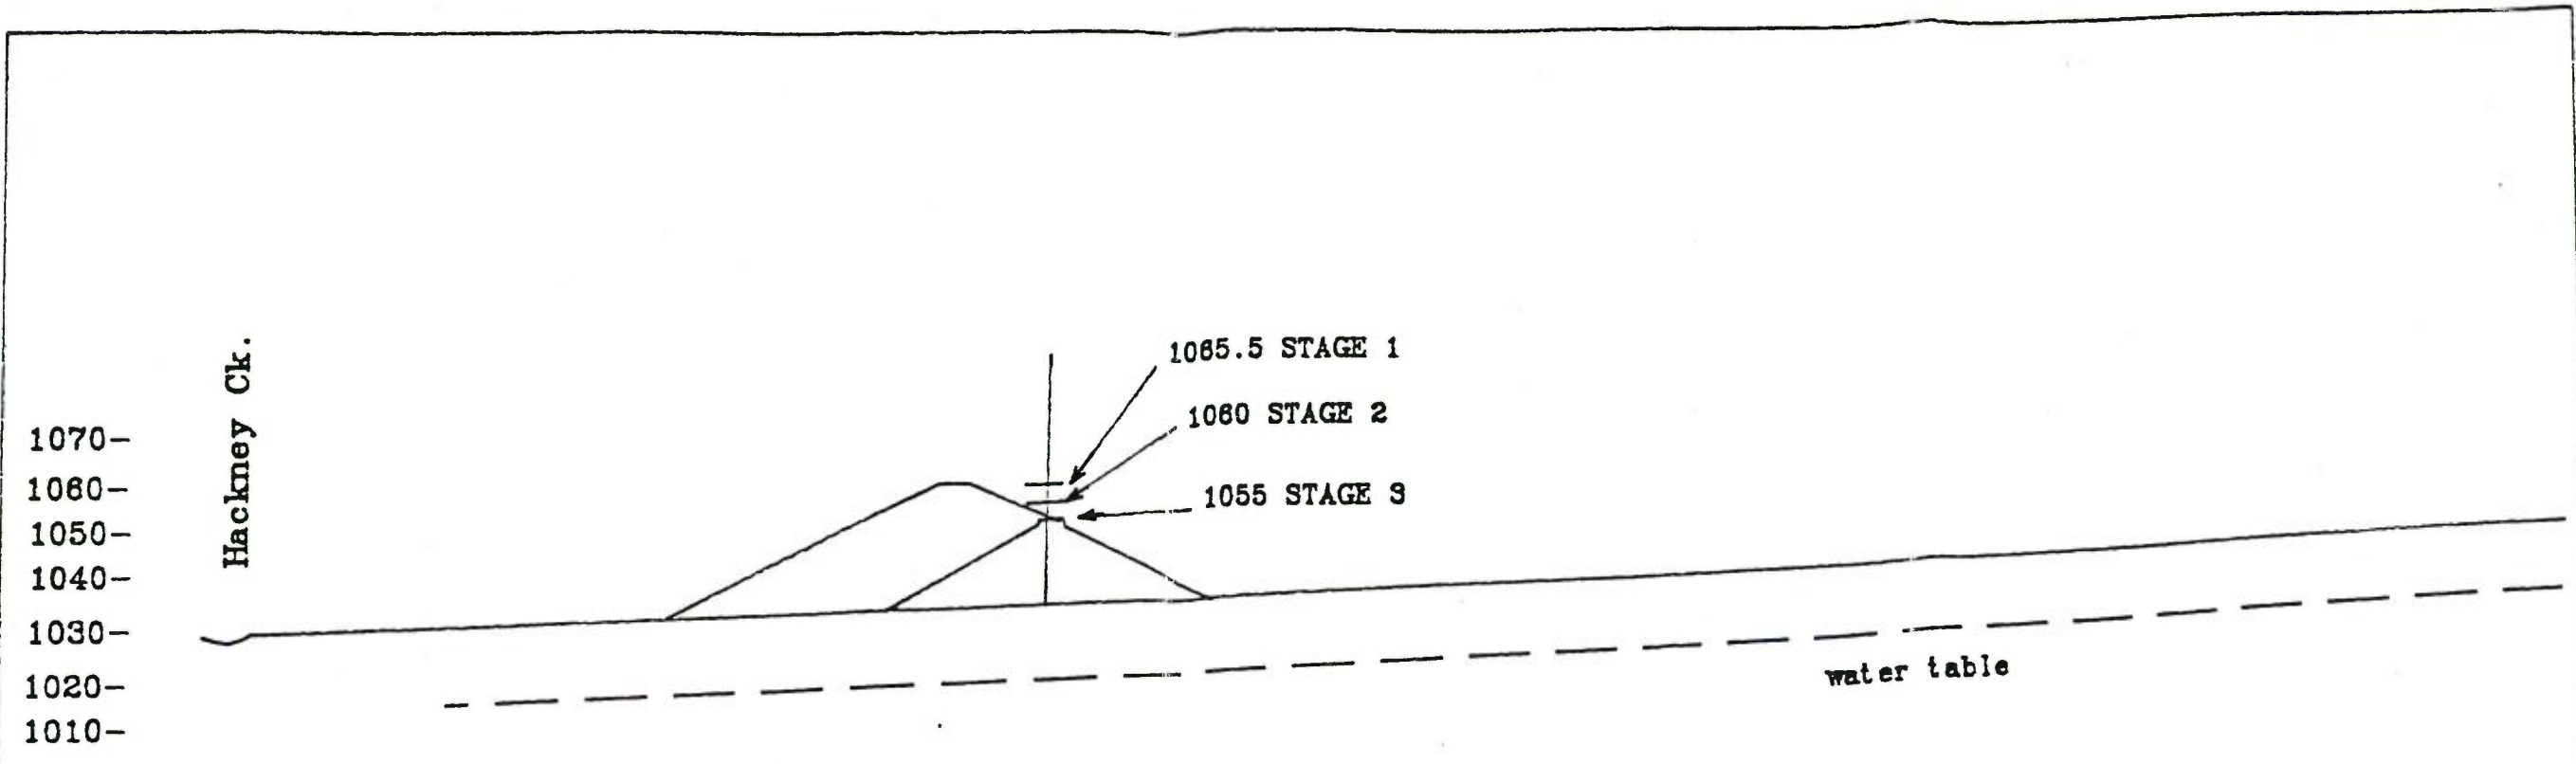 Hackney Ck.
1065.5 STAGE 1
1060 STAGE 2
1055 STAGE 3
1070-
1060-
1050-
1040-
1030-
1020-
1010-
water table